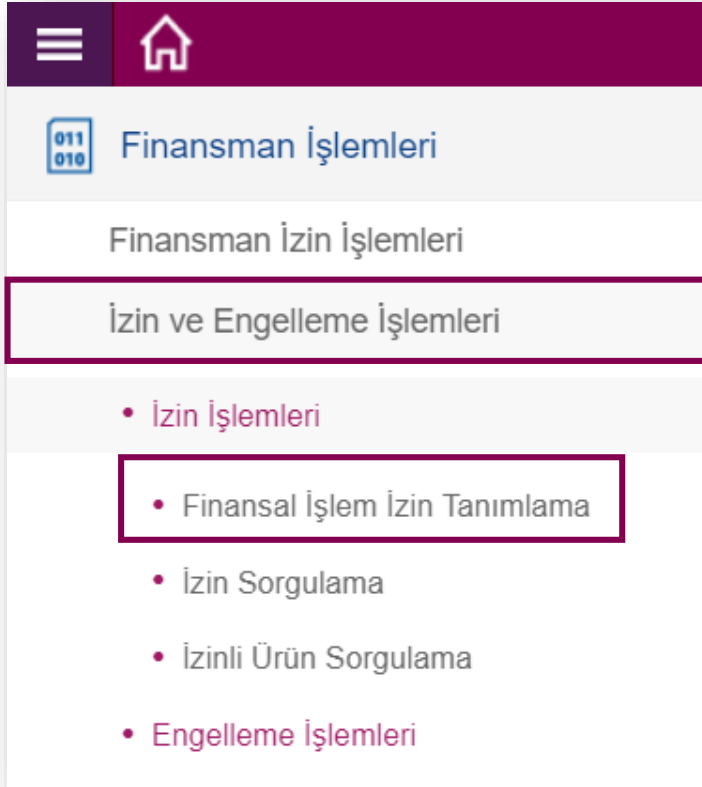 011
010
Finansman İşlemleri
Finansman İzin İşlemleri
İzin ve Engelleme İşlemleri
• İzin İşlemleri
• Finansal İşlem İzin Tanımlama
• İzin Sorgulama
• İzinli Ürün Sorgulama
• Engelleme İşlemleri